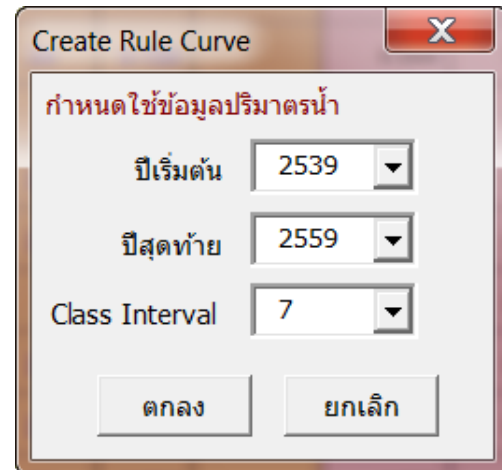 Create Rule Curve X
กำหนดใช้ข้อมูลปริมาตรน้ำ
ปีเริ่มต้น 2539
ปีสุดท้าย 2559
Class Interval 7
ตกลง ยกเลิก